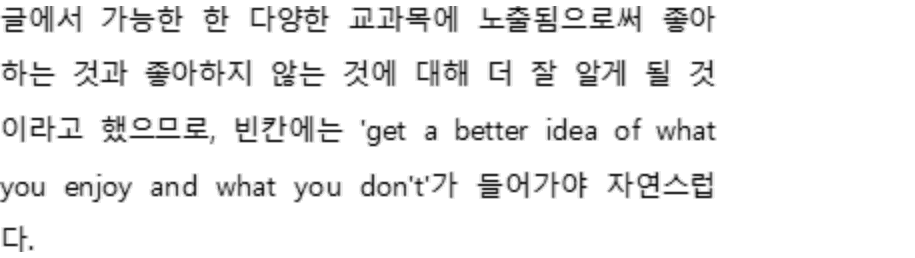 글에서 가능한 한 다양한 교과목에 노출됨으로써 좋아
하는 것과 좋아하지 않는 것에 대해 더 잘 알게 될 것
이라고 했으므로, 빈칸에는 'get a better idea of what
you enjoy and what you don't'가 들어가야 자연스럽
다.